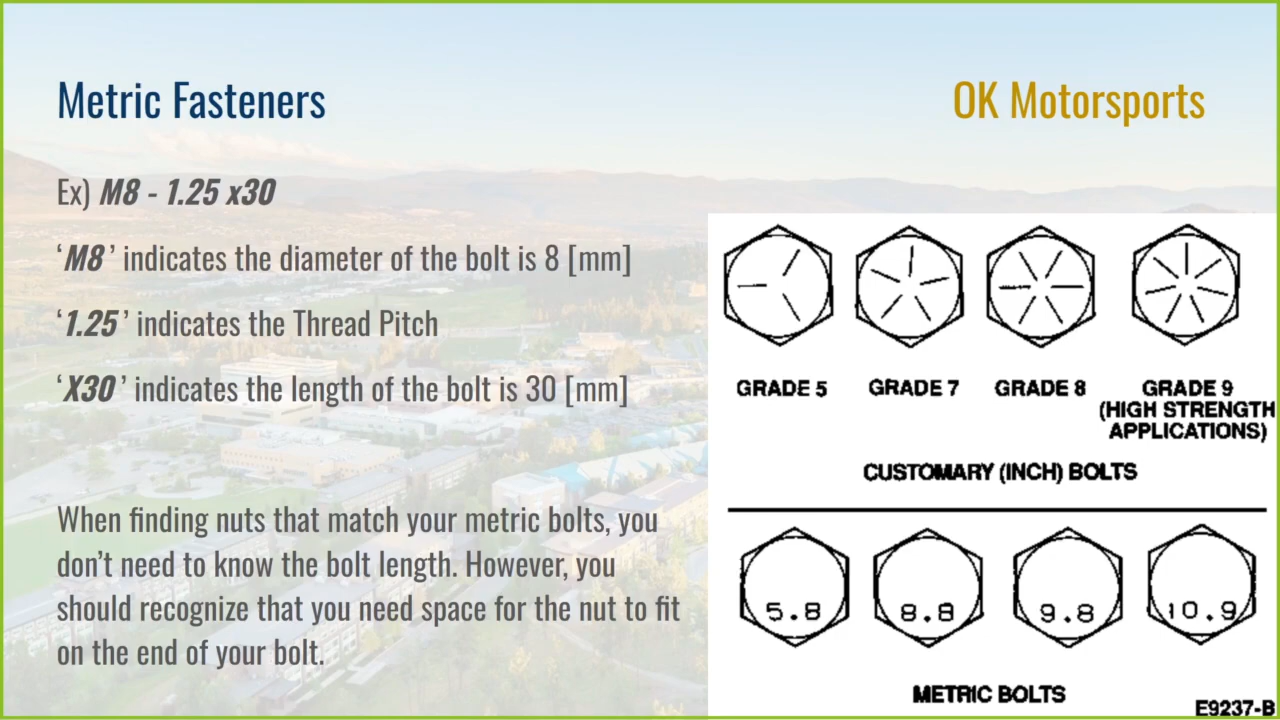 Metric Fasteners
OK Motorsports
Ex) M8 - 1.25 x30
‘M8’ indicates the diameter of the bolt is 8 [mm]
‘1.25’ indicates the Thread Pitch
‘X30’ indicates the length of the bolt is 30 [mm]
When finding nuts that match your metric bolts, you
don’t need to know the bolt length. However, you
should recognize that you need space for the nut to fit
on the end of your bolt.
GRADE 5
GRADE 7
GRADE 8
GRADE 9
(HIGH STRENGTH
APPLICATIONS)
CUSTOMARY (INCH) BOLTS
5.8
8.8
9.8
10.9
METRIC BOLTS
E9237-B